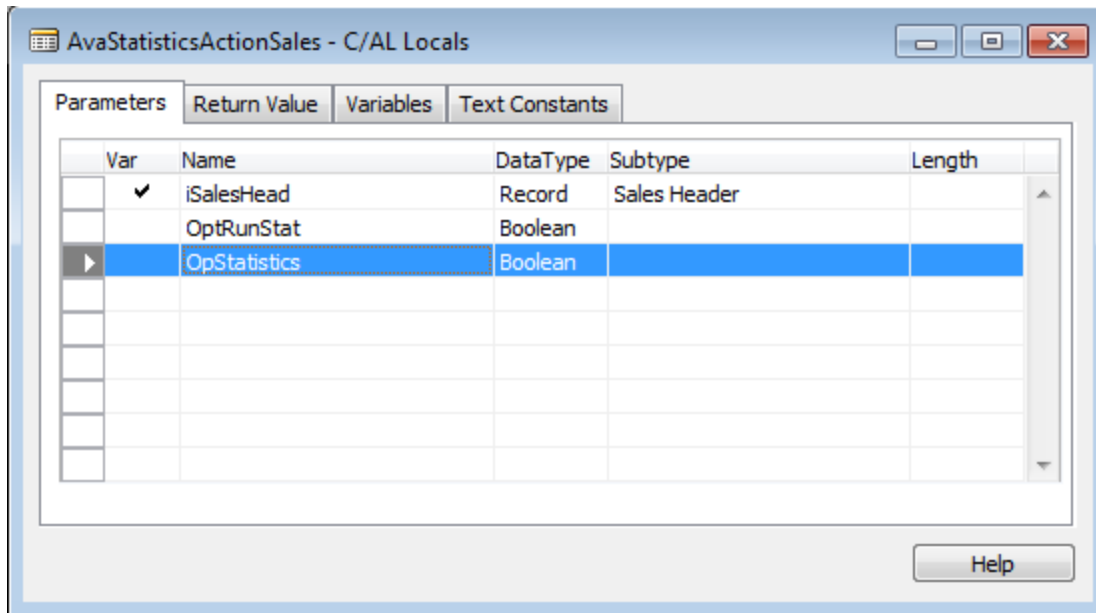 AvaStatisticsActionSales - C/AL Locals
Parameters Return Value Variables Text Constants
Var Name DataType Subtype Length
iSalesHead Record Sales Header
OptRunStat Boolean
OpStatistics Boolean
Help